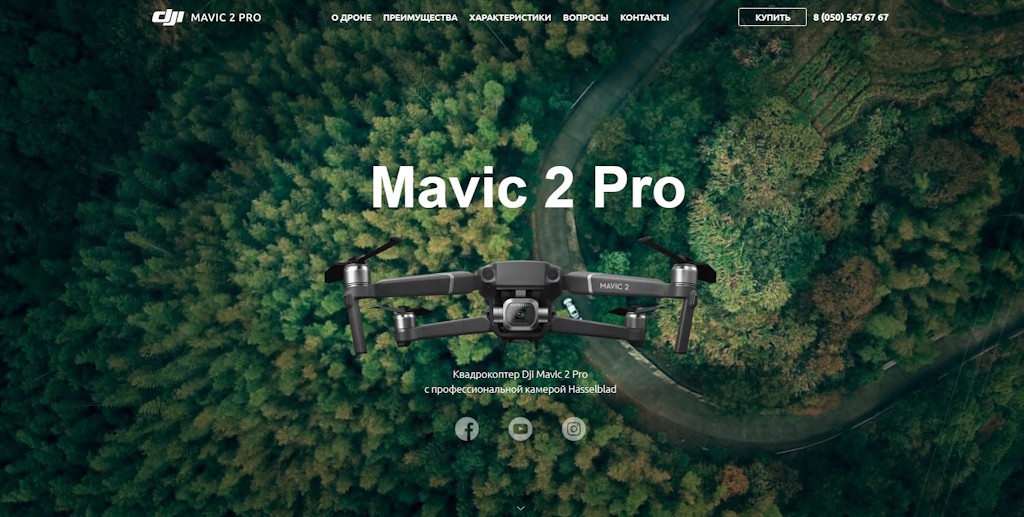 dji MAVIC 2 PRO
О ДРОНЕ ПРЕИМУЩЕСТВА ХАРАКТЕРИСТИКИ ВОПРОСЫ КОНТАКТЫ
КУПИТЬ 8 (050) 567 67 67
Mavic 2 Pro
MAVIC 2
Квадрокоптер Dji Mavic 2 Pro
с профессиональной камерой Hasselblad